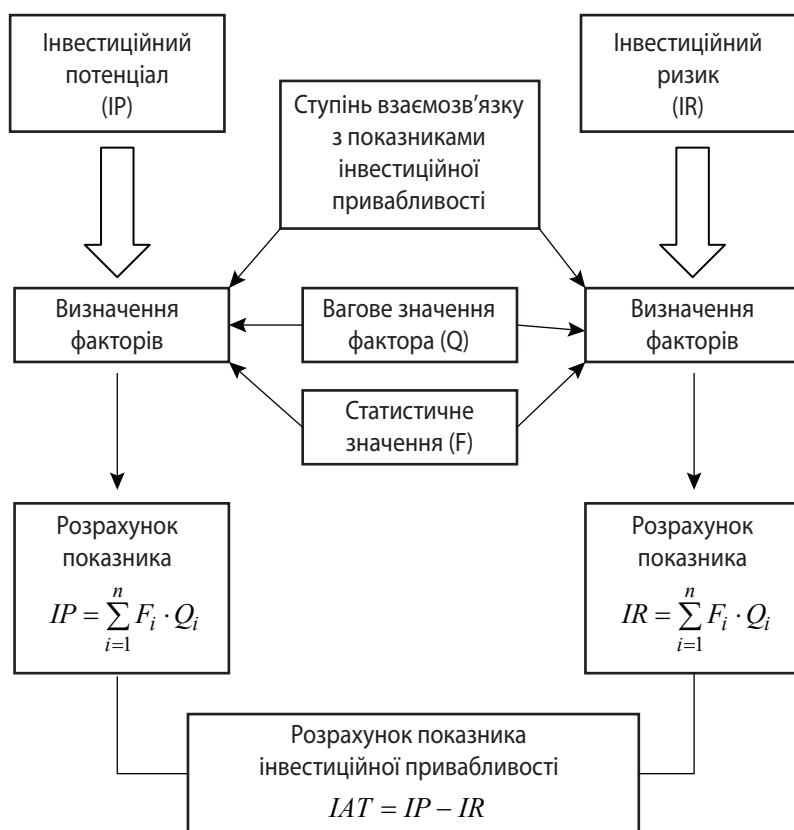 Інвестиційний
потенціал
(IP)
Інвестиційний
ризик
(IR)
Ступінь взаємозв'язку
з показниками
інвестиційної
привабливості
Визначення
факторів
Вагове значення
фактора (Q)
Визначення
факторів
Статистичне
значення (F)
Розрахунок
показника
IP = ∑_{i=1}^{n} F_i · Q_i
Розрахунок
показника
IR = ∑_{i=1}^{n} F_i · Q_i
Розрахунок показника
інвестиційної привабливості
IAT = IP – IR